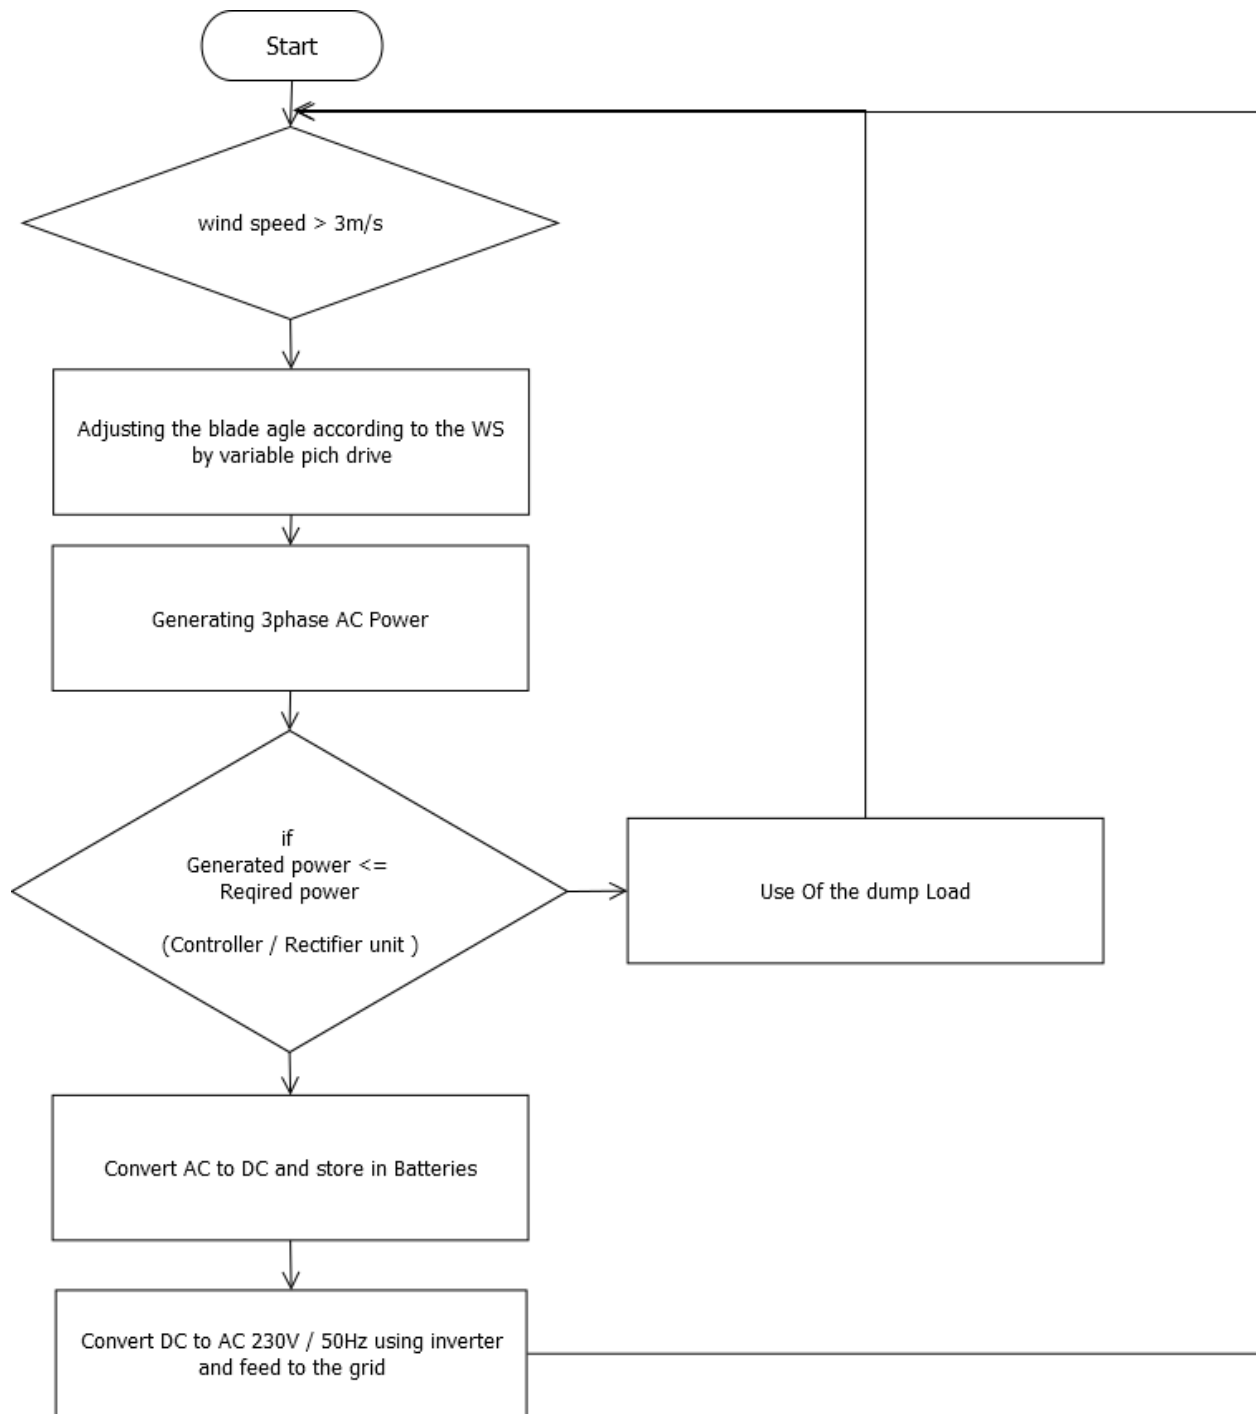 Start
wind speed > 3m/s
Adjusting the blade agle according to the WS
by variable pich drive
Generating 3phase AC Power
if
Generated power <=
Reqired power
(Controller / Rectifier unit )
Use Of the dump Load
Convert AC to DC and store in Batteries
Convert DC to AC 230V / 50Hz using inverter
and feed to the grid